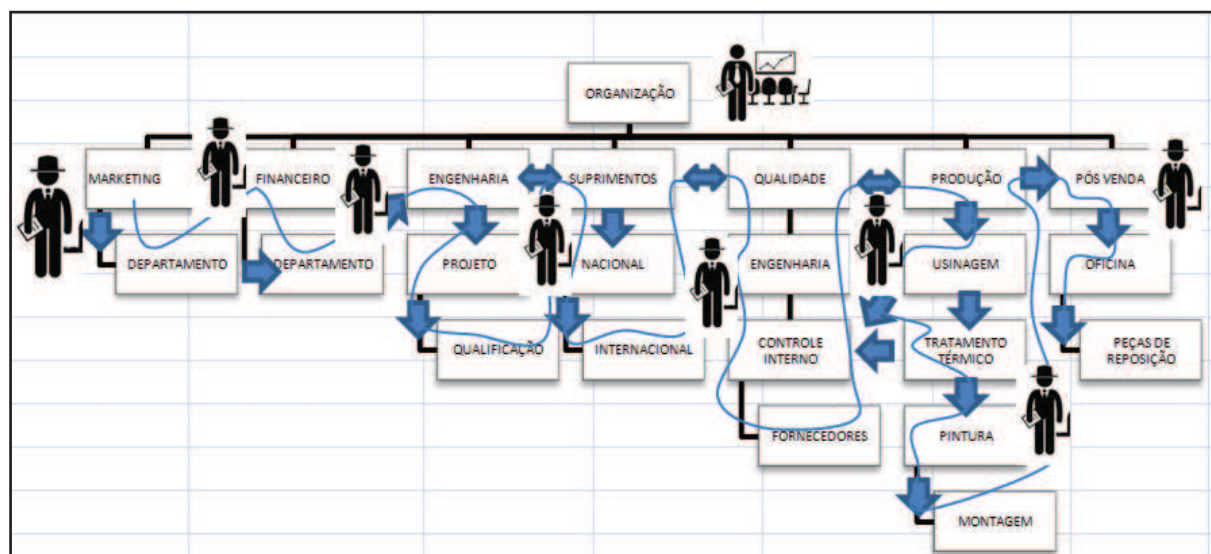 ORGANIZAÇÃO
MARKETING
FINANCEIRO
ENGENHARIA
SUPRIMENTOS
QUALIDADE
PRODUÇÃO
PÓS VENDA
DEPARTAMENTO
DEPARTAMENTO
PROJETO
NACIONAL
ENGENHARIA
USINAGEM
OFICINA
QUALIFICAÇÃO
INTERNACIONAL
CONTROLE
INTERNO
TRATAMENTO
TÉRMICO
PEÇAS DE
REPOSIÇÃO
FORNECEDORES
PINTURA
MONTAGEM